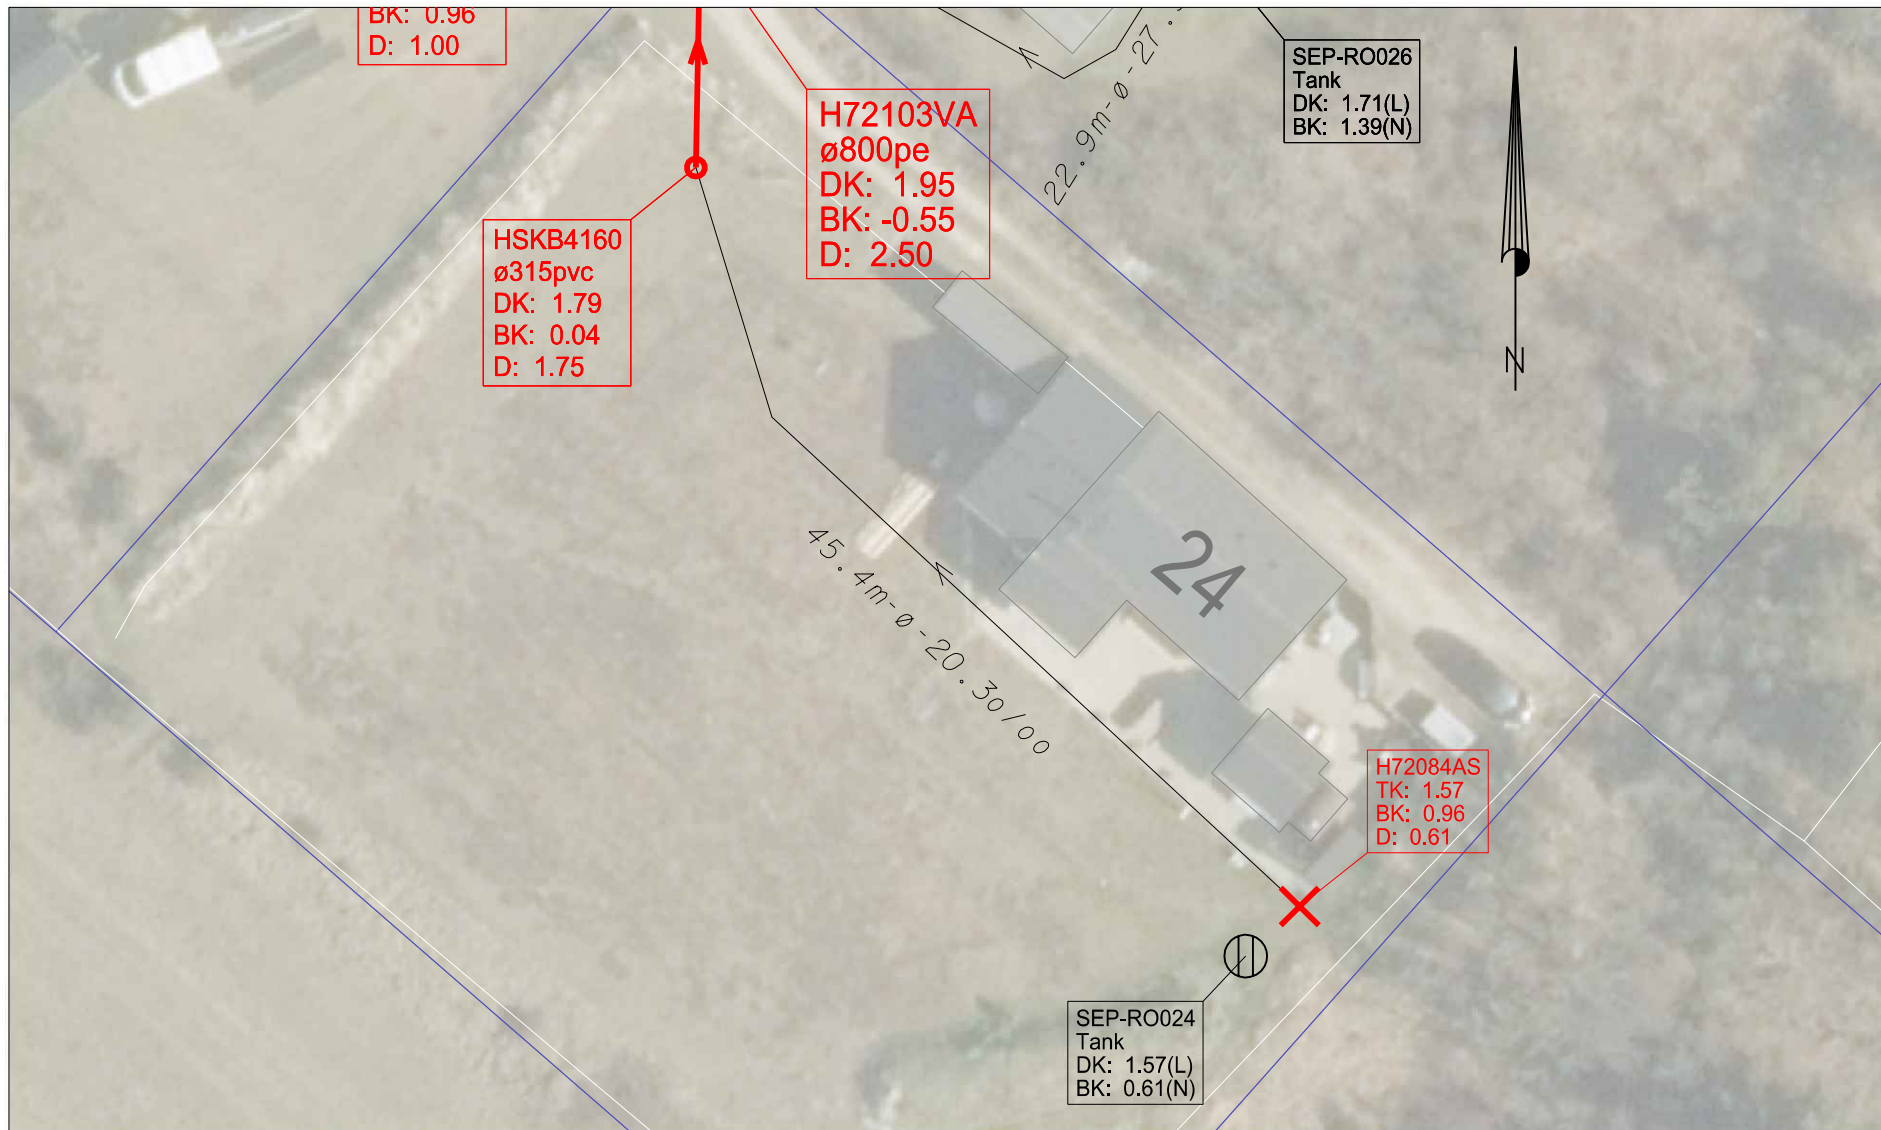 BK: 0.96
D: 1.00
H72103VA
ø800pe
DK: 1.95
BK: -0.55
D: 2.50
22.9m-ø-27.
SEP-RO026
Tank
DK: 1.71(L)
BK: 1.39(N)
N
HSKB4160
ø315pvc
DK: 1.79
BK: 0.04
D: 1.75
45.4m-ø-20.3o/oo
24
H72084AS
TK: 1.57
BK: 0.96
D: 0.61
SEP-RO024
Tank
DK: 1.57(L)
BK: 0.61(N)